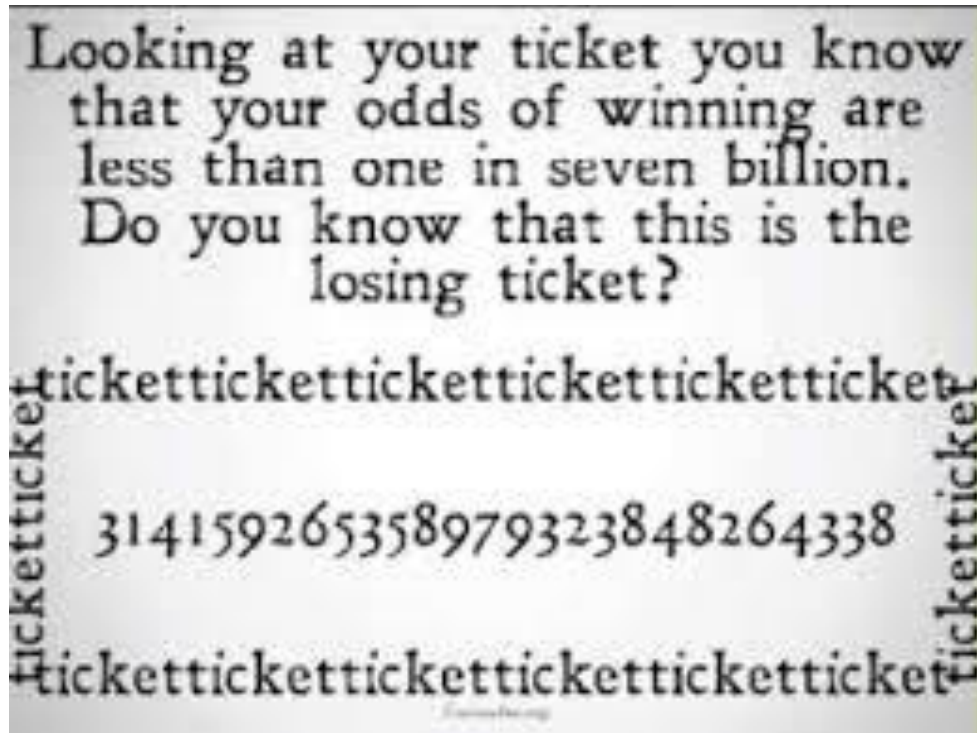 Looking at your ticket you know
that your odds of winning are
less than one in seven billion.
Do you know that this is the
losing ticket?
ticketticketticketticketticketticket
ticketticket
314159265358979323848264338
ticketticket
ticketticketticketticketticketticket